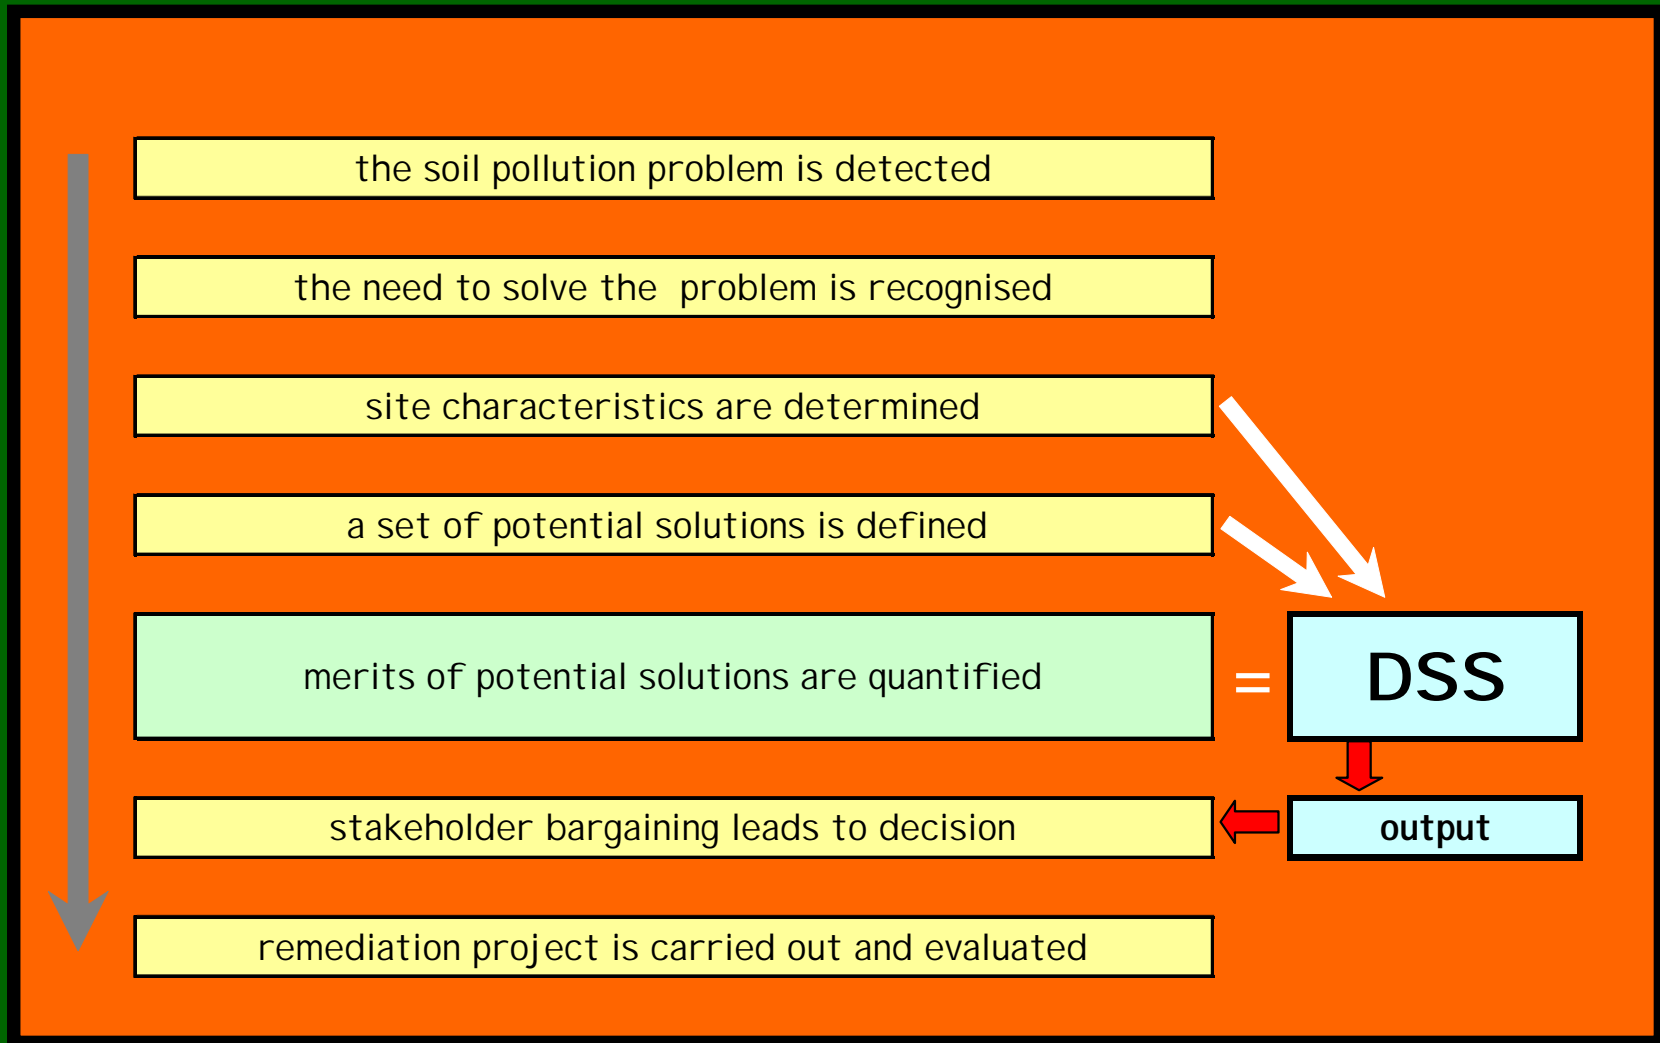 the soil pollution problem is detected
the need to solve the  problem is recognised
site characteristics are determined
a set of potential solutions is defined
merits of potential solutions are quantified
=
DSS
stakeholder bargaining leads to decision
output
remediation project is carried out and evaluated